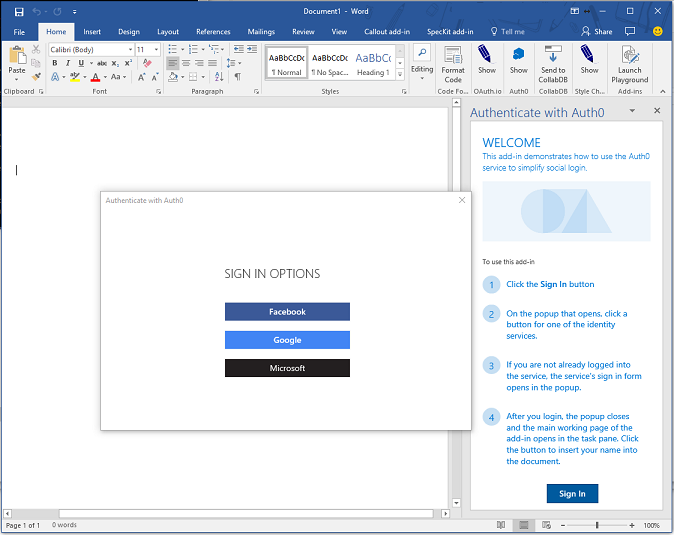 Document1 - Word
File Home Insert Design Layout References Mailings Review View Callout add-in SpecKit add-in Tell me Share
Calibri (Body) 11
Paste
B I U abc x₂ x²
Aa
Clipboard Font Paragraph
AaBbCcDc AaBbCcDc AaBbCc
¶ Normal ¶ No Spac... Heading 1
Styles
Editing
Format Code
Code Fo...
Show
OAuth.io
Show
Auth0
Send to CollabDB
CollabDB
Show
Style Ch...
Launch Playground
Add-ins
Authenticate with Auth0
WELCOME
This add-in demonstrates how to use the Auth0
service to simplify social login.
To use this add-in
1 Click the Sign In button
2 On the popup that opens, click a
button for one of the identity
services.
3 If you are not already logged into
the service, the service's sign in form
opens in the popup.
4 After you login, the popup closes
and the main working page of the
add-in opens in the task pane. Click
the button to insert your name into
the document.
Sign In
Authenticate with Auth0
SIGN IN OPTIONS
Facebook
Google
Microsoft
Page 1 of 1 0 words 100%